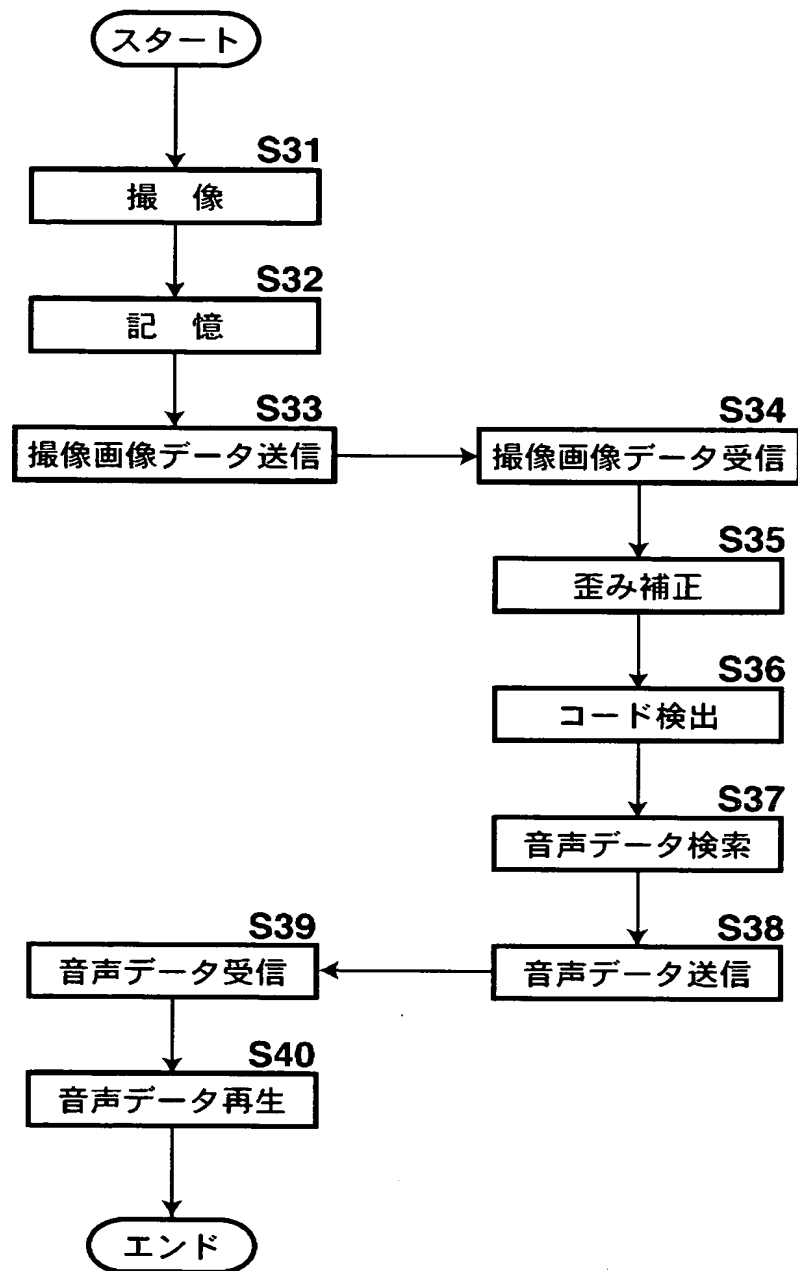 スタート
S31
撮 像
S32
記 憶
S33
撮像画像データ送信
S34
撮像画像データ受信
S35
歪み補正
S36
コード検出
S37
音声データ検索
S38
音声データ送信
S39
音声データ受信
S40
音声データ再生
エンド